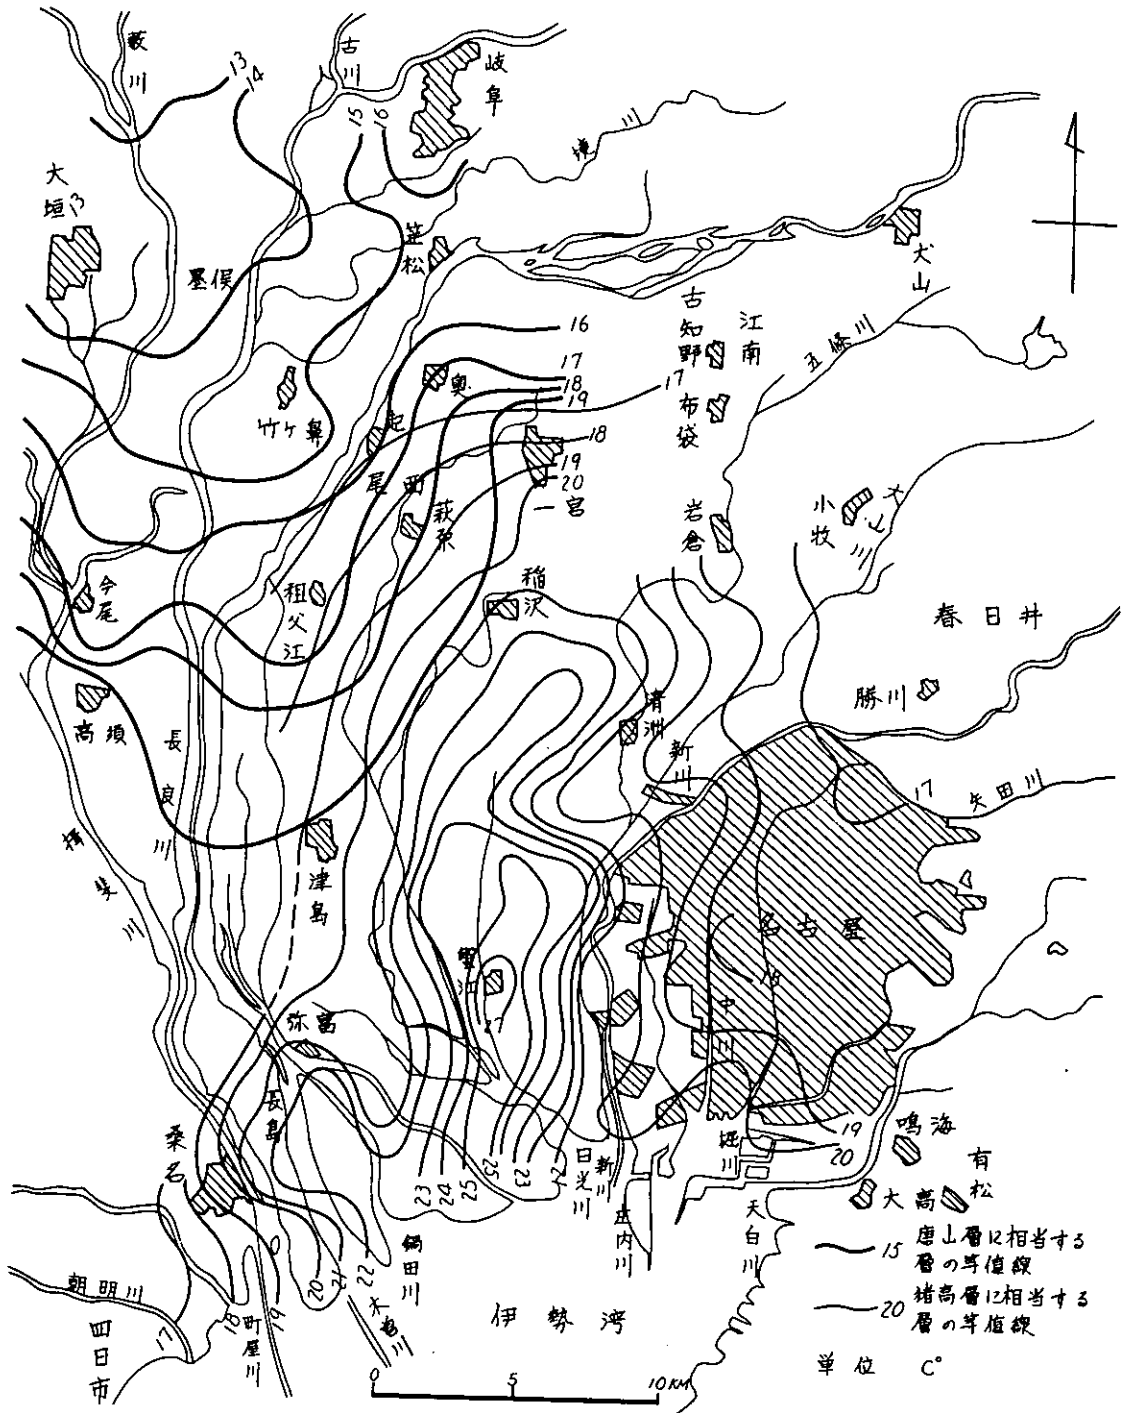 藪川
古川
岐阜
13
14
15
16
境川
大垣
13
墨俣
笠松
犬山
古知野
江南
五條川
布袋
16
17
18
19
17
18
19
20
奥
起
竹ヶ鼻
尾西
萩原
一宮
岩倉
小牧
犬山川
今尾
祖父江
稲沢
春日井
勝川
清洲
新川
高須
長良川
17
矢田川
揖斐川
津島
名古屋
蟹江
27
18
中川
弥富
長島
桑名
堀川
19
20
鳴海
有松
大高
23
24
25
25
23
21
日光川
新川
庄内川
天白川
鍋田川
木曽川
20
21
22
朝明川
四日市
17
18
町屋川
19
伊勢湾
15 唐山層に相当する
層の等値線
20 猪高層に相当する
層の等値線
単位 C°
0 5 10KM